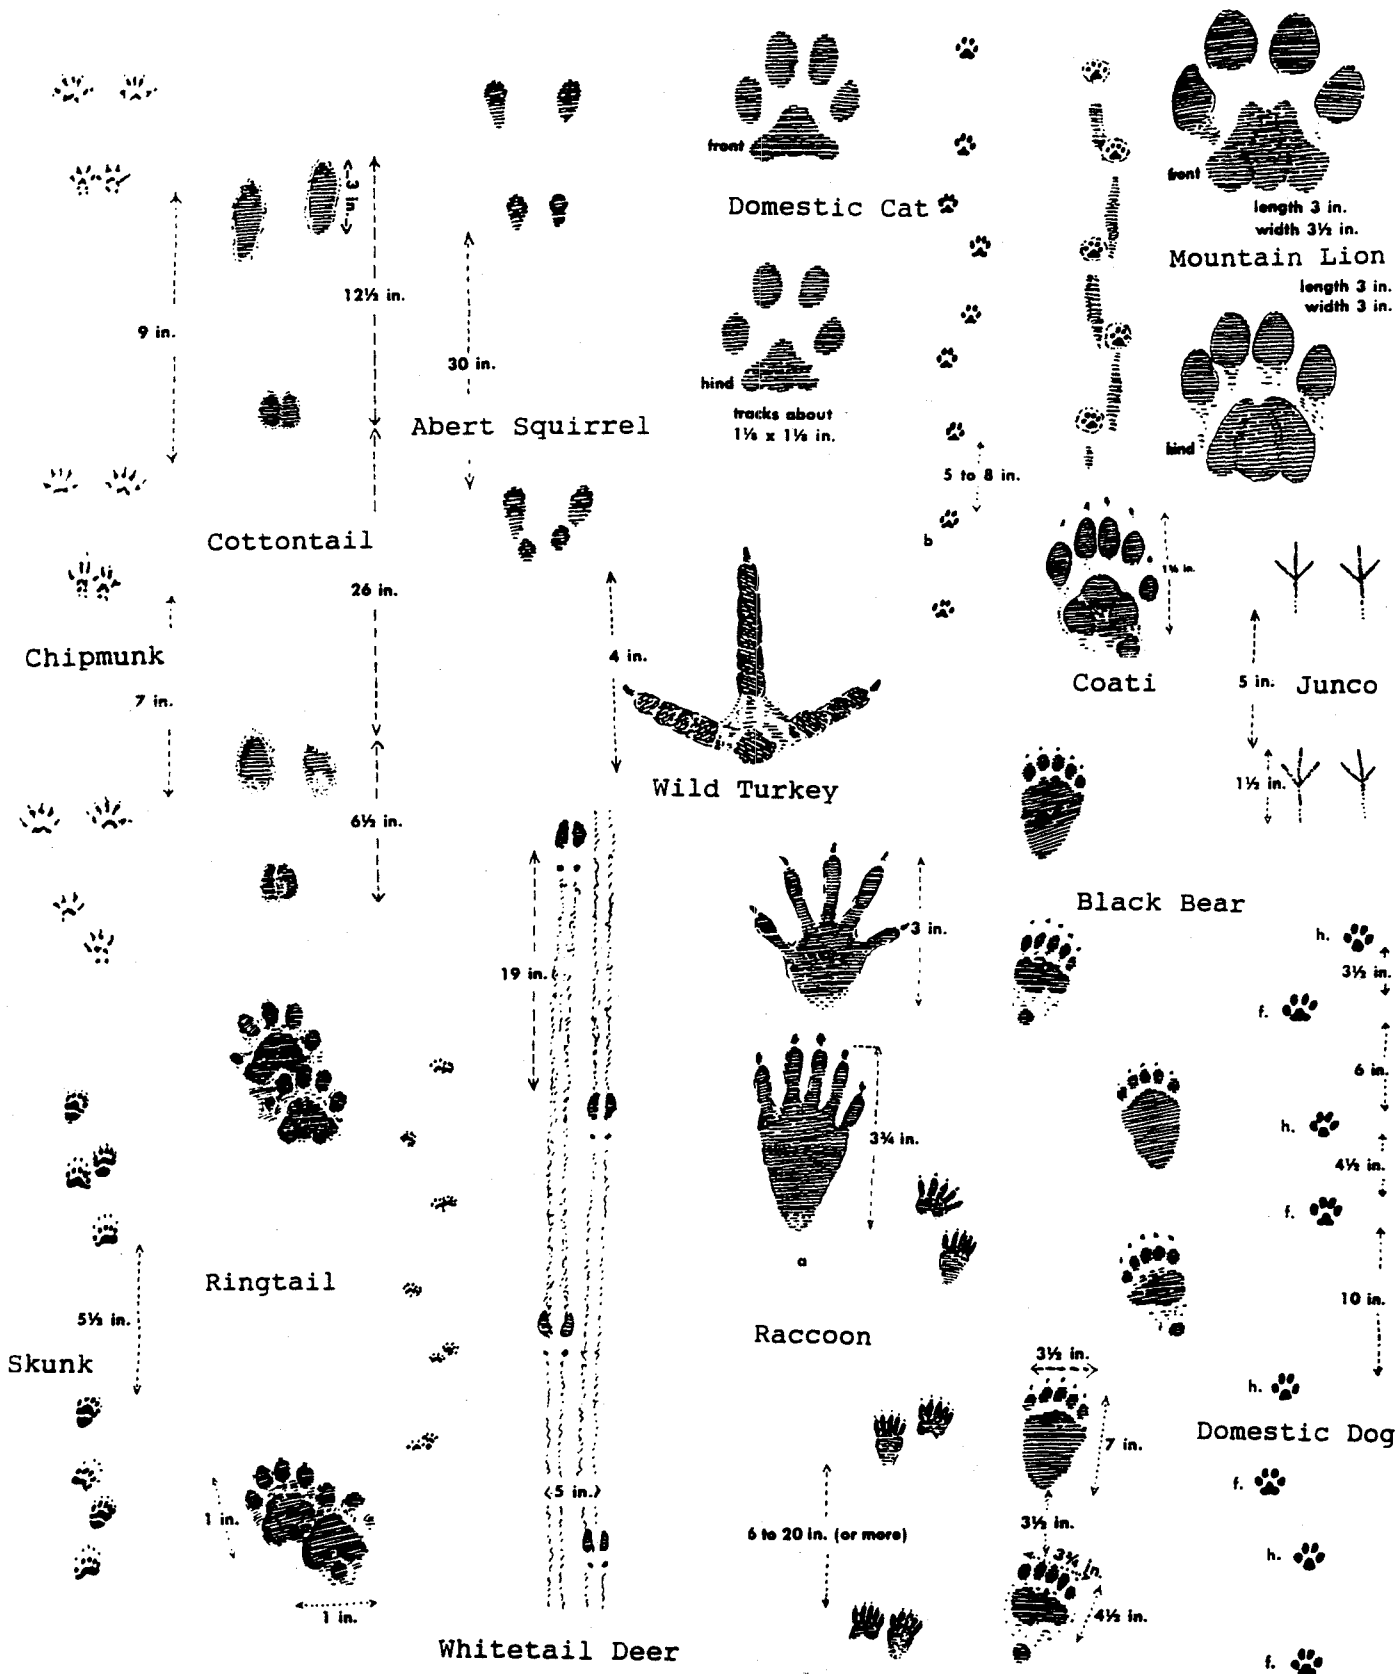 front
Domestic Cat
hind
tracks about
1⅛ x 1⅛ in.
5 to 8 in.
b
front
length 3 in.
width 3½ in.
Mountain Lion
length 3 in.
width 3 in.
hind
3 in.
12½ in.
9 in.
30 in.
Abert Squirrel
Cottontail
26 in.
Chipmunk
7 in.
6½ in.
4 in.
Wild Turkey
Coati
5 in.
Junco
1½ in.
Black Bear
3 in.
19 in.
h.
3½ in.
f.
6 in.
h.
4½ in.
f.
10 in.
h.
Domestic Dog
f.
h.
f.
3¾ in.
a
Raccoon
6 to 20 in. (or more)
Ringtail
5½ in.
Skunk
1 in.
1 in.
5 in.
Whitetail Deer
3½ in.
7 in.
3½ in.
3¾ in.
4½ in.